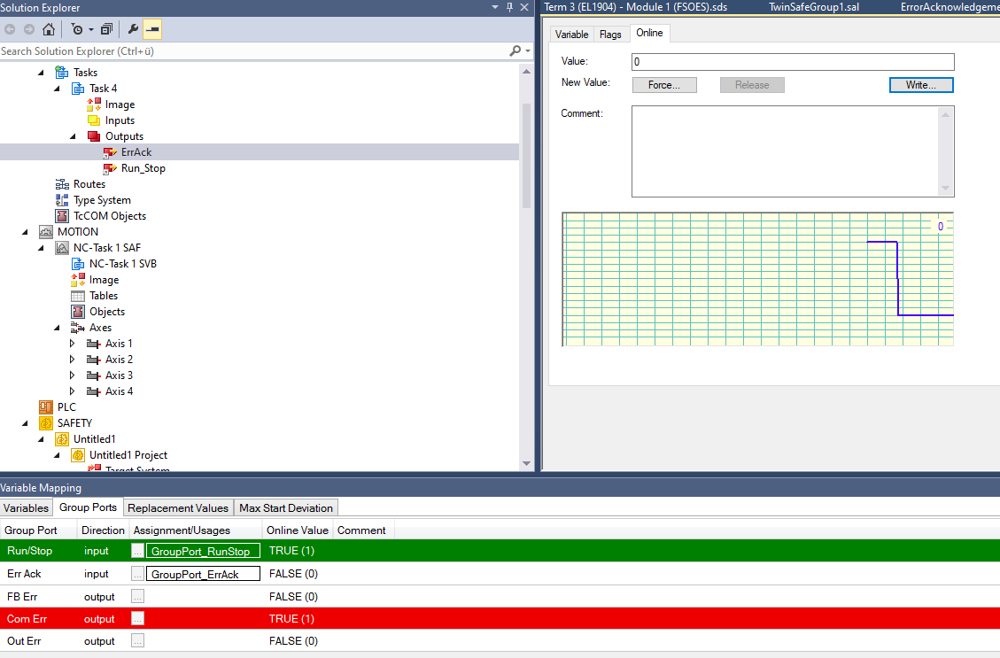 Solution Explorer
Search Solution Explorer (Ctrl+ü)
Tasks
Task 4
Image
Inputs
Outputs
ErrAck
Run_Stop
Routes
Type System
TcCOM Objects
MOTION
NC-Task 1 SAF
NC-Task 1 SVB
Image
Tables
Objects
Axes
Axis 1
Axis 2
Axis 3
Axis 4
PLC
SAFETY
Untitled1
Untitled1 Project
Target System
Term 3 (EL1904) - Module 1 (FSOES).sds TwinSafeGroup1.sal ErrorAcknowledgeme
Variable Flags Online
Value: 0
New Value: Force... Release Write...
Comment:
0
Variable Mapping
Variables Group Ports Replacement Values Max Start Deviation
Group Port Direction Assignment/Usages Online Value Comment
Run/Stop input ... GroupPort_RunStop TRUE (1)
Err Ack input ... GroupPort_ErrAck FALSE (0)
FB Err output ... FALSE (0)
Com Err output ... TRUE (1)
Out Err output ... FALSE (0)